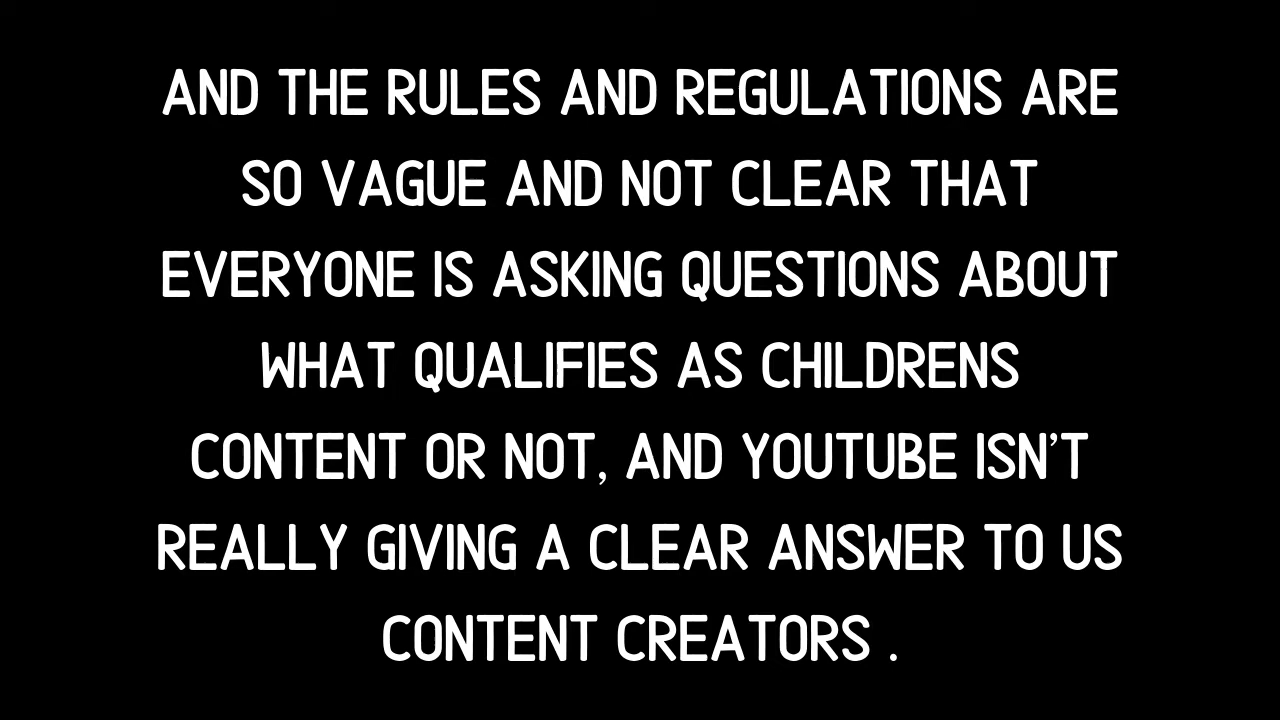 AND THE RULES AND REGULATIONS ARE
SO VAGUE AND NOT CLEAR THAT
EVERYONE IS ASKING QUESTIONS ABOUT
WHAT QUALIFIES AS CHILDRENS
CONTENT OR NOT, AND YOUTUBE ISN'T
REALLY GIVING A CLEAR ANSWER TO US
CONTENT CREATORS .